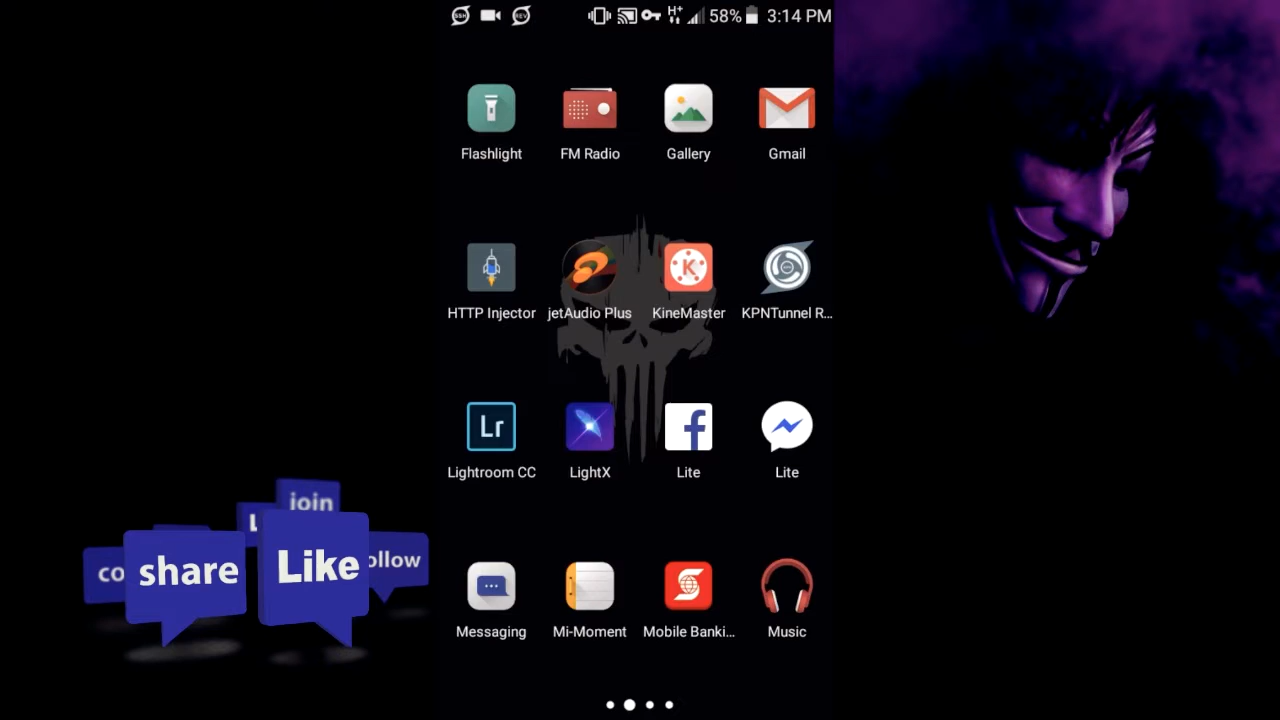 H+ 58% 3:14 PM
Flashlight FM Radio Gallery Gmail
HTTP Injector jetAudio Plus KineMaster KPNTunnel R...
Lr
Lightroom CC LightX Lite Lite
Messaging Mi-Moment Mobile Banki... Music
join
L
co share Like ollow